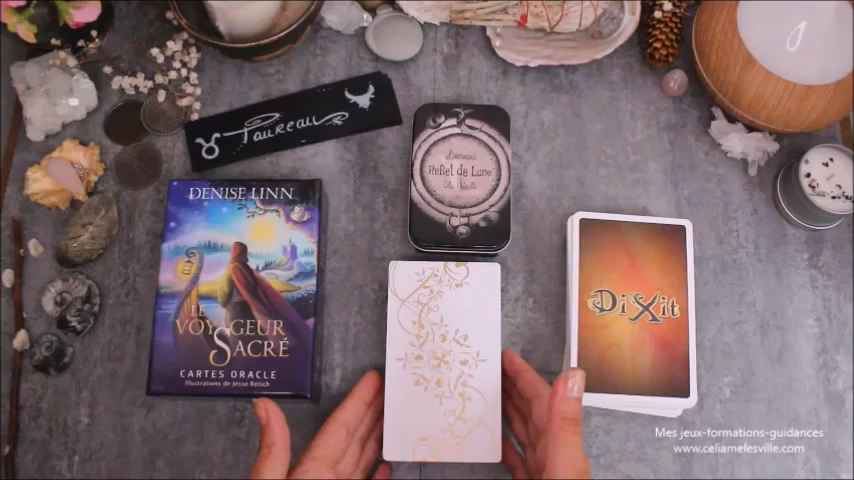 Taureau
DENISE LINN
LE
VOYAGEUR
SACRÉ
CARTES ORACLE
Illustrations de Jesse Reisch
Reflet de Lune
DiXit
Mes jeux-formations-guidances
www.celiamelesville.com